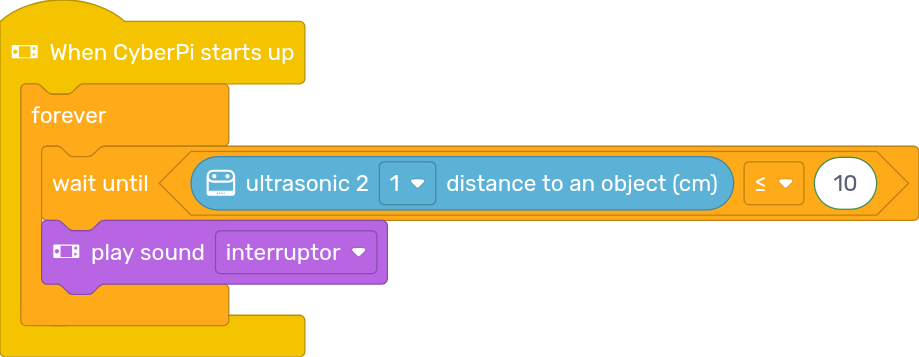 When CyberPi starts up
forever
wait until ultrasonic 2 1 distance to an object (cm) ≤ 10
play sound interruptor